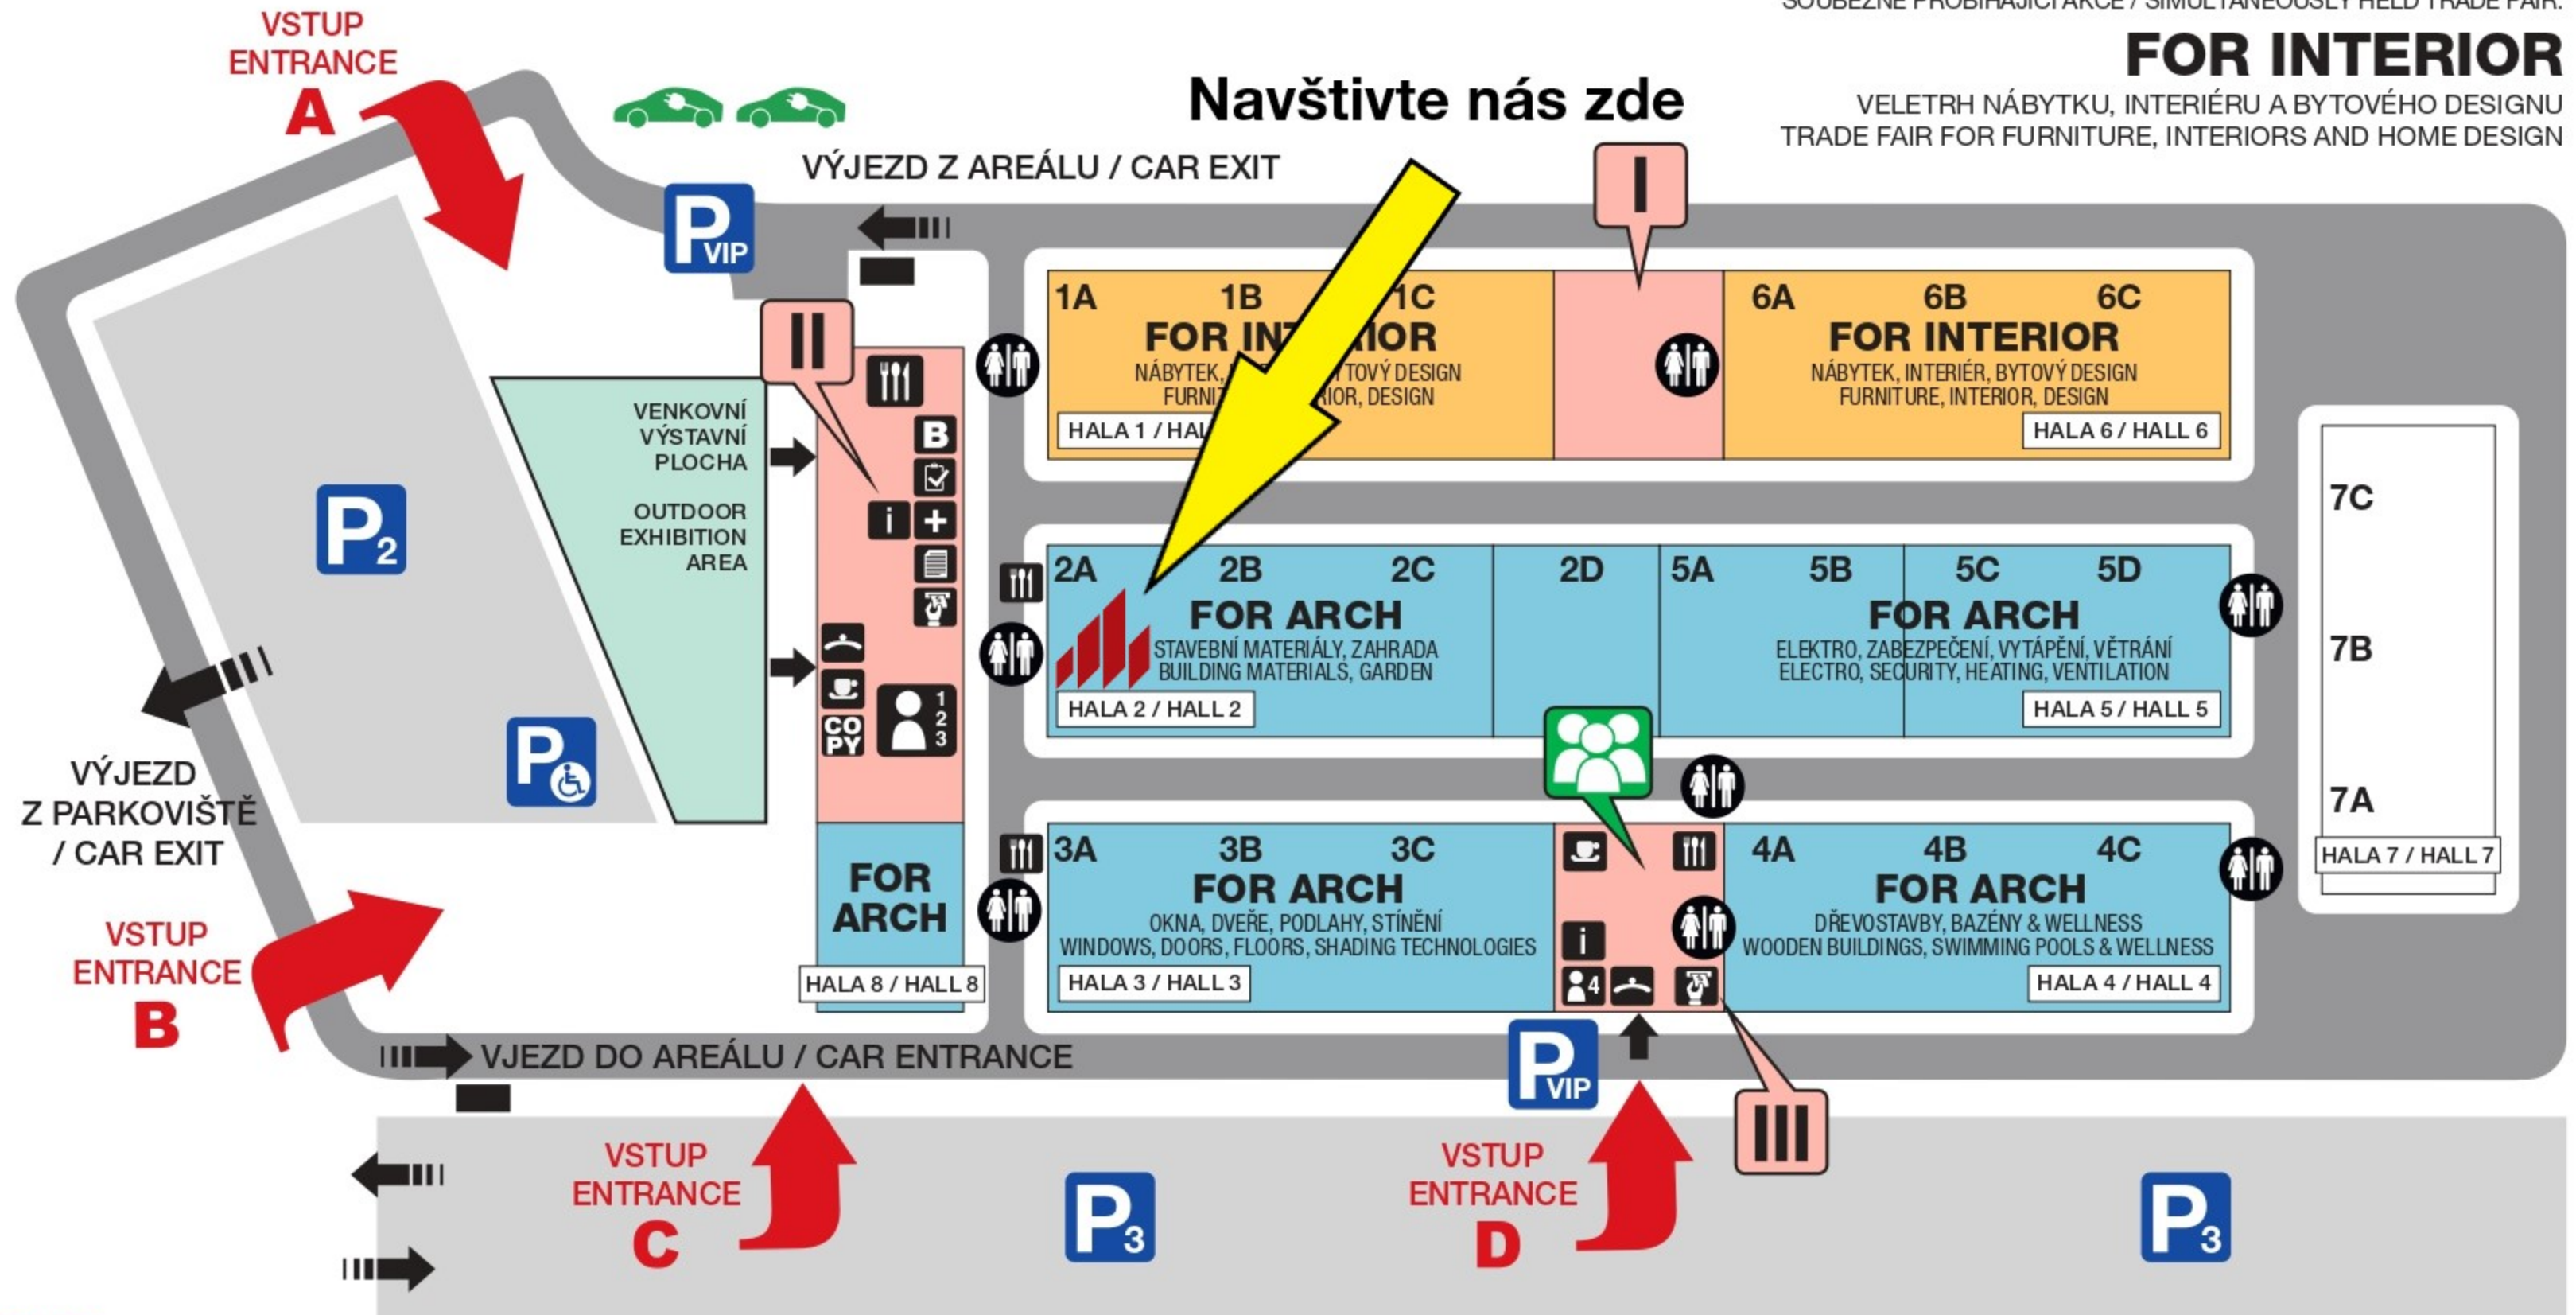 SOUBĚŽNĚ PROBÍHAJÍCÍ AKCE / SIMULTANEOUSLY HELD TRADE FAIR:
FOR INTERIOR
VELETRH NÁBYTKU, INTERIÉRU A BYTOVÉHO DESIGNU
TRADE FAIR FOR FURNITURE, INTERIORS AND HOME DESIGN
VSTUP
ENTRANCE
A
Navštivte nás zde
VÝJEZD Z AREÁLU / CAR EXIT
I
P VIP
II
1A 1B 1C
FOR INTERIOR
NÁBYTEK, BYTOVÝ DESIGN
DESIGN
HALA 1 /
6A 6B 6C
FOR INTERIOR
NÁBYTEK, INTERIÉR, BYTOVÝ DESIGN
FURNITURE, INTERIOR, DESIGN
HALA 6 / HALL 6
VENKOVNÍ
VÝSTAVNÍ
PLOCHA
OUTDOOR
EXHIBITION
AREA
B
i
P2
P
2A 2B 2C 2D
FOR ARCH
STAVEBNÍ MATERIÁLY, ZAHRADA
BUILDING MATERIALS, GARDEN
HALA 2 / HALL 2
5A 5B 5C 5D
FOR ARCH
ELEKTRO, ZABEZPEČENÍ, VYTÁPĚNÍ, VĚTRÁNÍ
ELECTRO, SECURITY, HEATING, VENTILATION
HALA 5 / HALL 5
7C
7B
7A
HALA 7 / HALL 7
CO
PY
1
2
3
VÝJEZD
Z PARKOVIŠTĚ
/ CAR EXIT
FOR
ARCH
HALA 8 / HALL 8
3A 3B 3C
FOR ARCH
OKNA, DVEŘE, PODLAHY, STÍNĚNÍ
WINDOWS, DOORS, FLOORS, SHADING TECHNOLOGIES
HALA 3 / HALL 3
i
4
4A 4B 4C
FOR ARCH
DŘEVOSTAVBY, BAZÉNY & WELLNESS
WOODEN BUILDINGS, SWIMMING POOLS & WELLNESS
HALA 4 / HALL 4
VSTUP
ENTRANCE
B
VJEZD DO AREÁLU / CAR ENTRANCE
P VIP
III
VSTUP
ENTRANCE
C
P3
VSTUP
ENTRANCE
D
P3